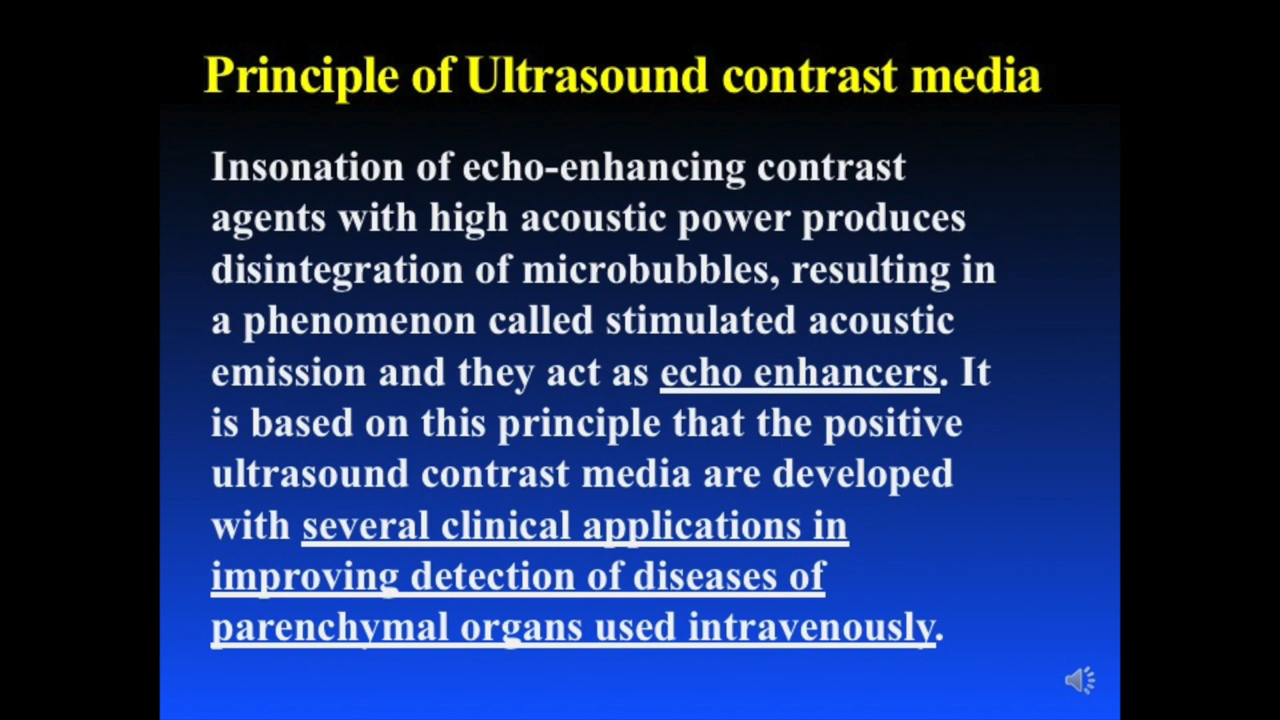 Principle of Ultrasound contrast media
Insonation of echo-enhancing contrast
agents with high acoustic power produces
disintegration of microbubbles, resulting in
a phenomenon called stimulated acoustic
emission and they act as echo enhancers. It
is based on this principle that the positive
ultrasound contrast media are developed
with several clinical applications in
improving detection of diseases of
parenchymal organs used intravenously.